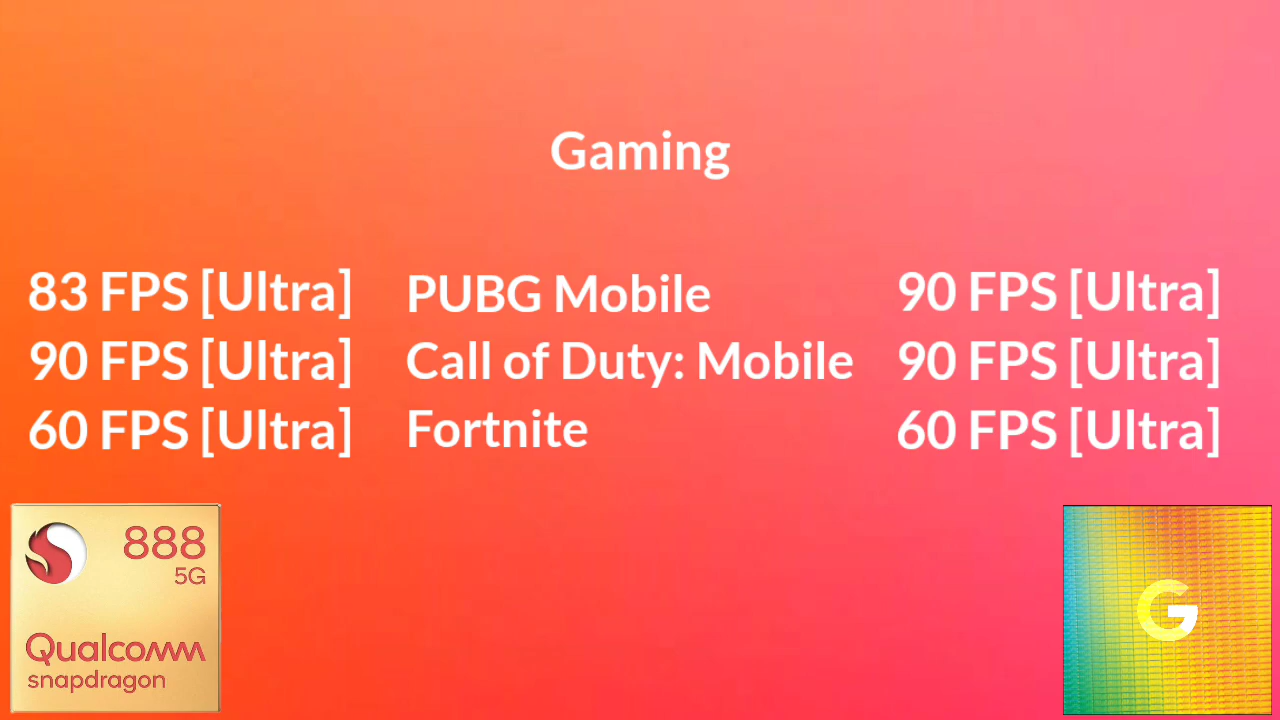 Gaming
83 FPS [Ultra] PUBG Mobile 90 FPS [Ultra]
90 FPS [Ultra] Call of Duty: Mobile 90 FPS [Ultra]
60 FPS [Ultra] Fortnite 60 FPS [Ultra]
888
5G
Qualcomm
snapdragon
G